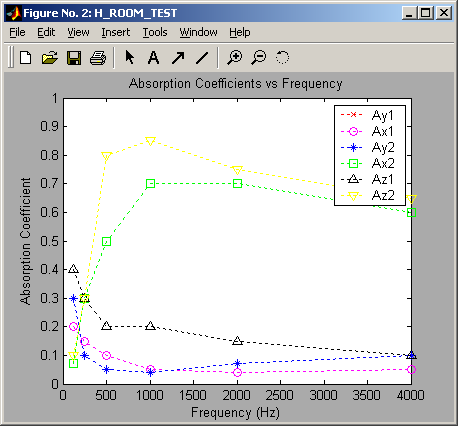 Figure No. 2: H_ROOM_TEST
File Edit View Insert Tools Window Help
A
Absorption Coefficients vs Frequency
Absorption Coefficient
1
0.9
0.8
0.7
0.6
0.5
0.4
0.3
0.2
0.1
0
Ay1
Ax1
Ay2
Ax2
Az1
Az2
0 500 1000 1500 2000 2500 3000 3500 4000
Frequency (Hz)